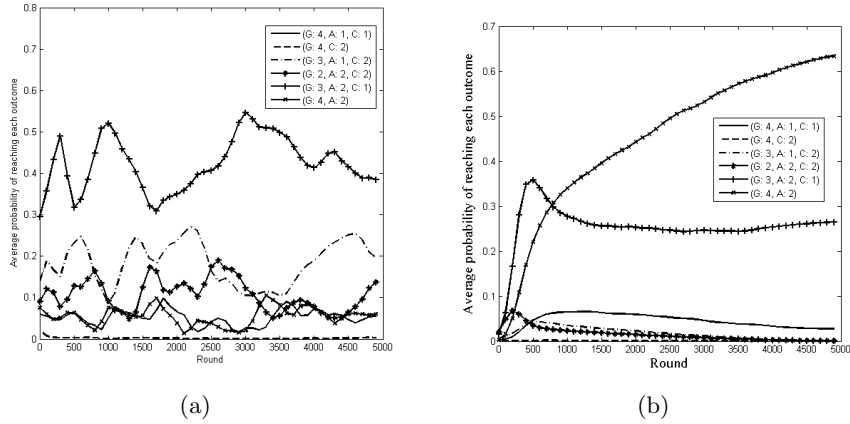 0.8
0.7
0.6
0.5
0.4
0.3
0.2
0.1
0
Average probability of reaching each outcome
(G: 4, A: 1, C: 1)
(G: 4, C: 2)
(G: 3, A: 1, C: 2)
(G: 2, A: 2, C: 2)
(G: 3, A: 2, C: 1)
(G: 4, A: 2)
0 500 1000 1500 2000 2500 3000 3500 4000 4500 5000
Round
(a)
0.7
0.6
0.5
0.4
0.3
0.2
0.1
0
Average probability of reaching each outcome
(G: 4, A: 1, C: 1)
(G: 4, C: 2)
(G: 3, A: 1, C: 2)
(G: 2, A: 2, C: 2)
(G: 3, A: 2, C: 1)
(G: 4, A: 2)
0 500 1000 1500 2000 2500 3000 3500 4000 4500 5000
Round
(b)